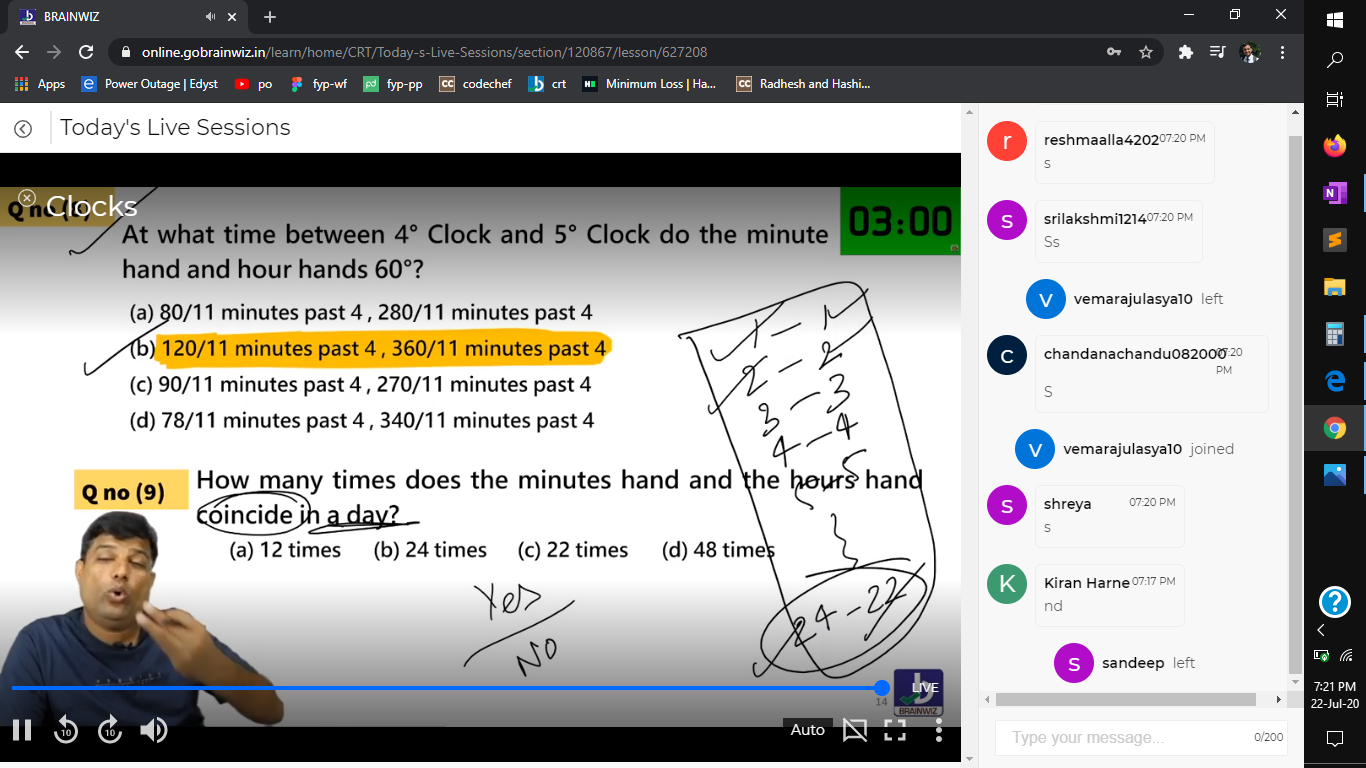 BRAINWIZ
online.gobrainwiz.in/learn/home/CRT/Today-s-Live-Sessions/section/120867/lesson/627208
Apps Power Outage | Edyst po fyp-wf fyp-pp codechef crt Minimum Loss | Ha... Radhesh and Hashi...
Today's Live Sessions
Clocks
03:00
At what time between 4° Clock and 5° Clock do the minute
hand and hour hands 60°?
(a) 80/11 minutes past 4 , 280/11 minutes past 4
(b) 120/11 minutes past 4 , 360/11 minutes past 4
(c) 90/11 minutes past 4 , 270/11 minutes past 4
(d) 78/11 minutes past 4 , 340/11 minutes past 4
1 – 1
2 – 2
3 – 3
4 – 4
5 – 5
24 – 22
Q no (9)
How many times does the minutes hand and the hours hand
coincide in a day?
(a) 12 times (b) 24 times (c) 22 times (d) 48 times
Yes
No
LIVE
BRAINWIZ
14
10 10
Auto
r
reshmaalla4202 07:20 PM
s
s
srilakshmi1214 07:20 PM
Ss
v
vemarajulasya10 left
c
chandanachandu082000 07:20
PM
S
v
vemarajulasya10 joined
s
shreya 07:20 PM
s
K
Kiran Harne 07:17 PM
nd
s
sandeep left
Type your message... 0/200
7:21 PM
22-Jul-20